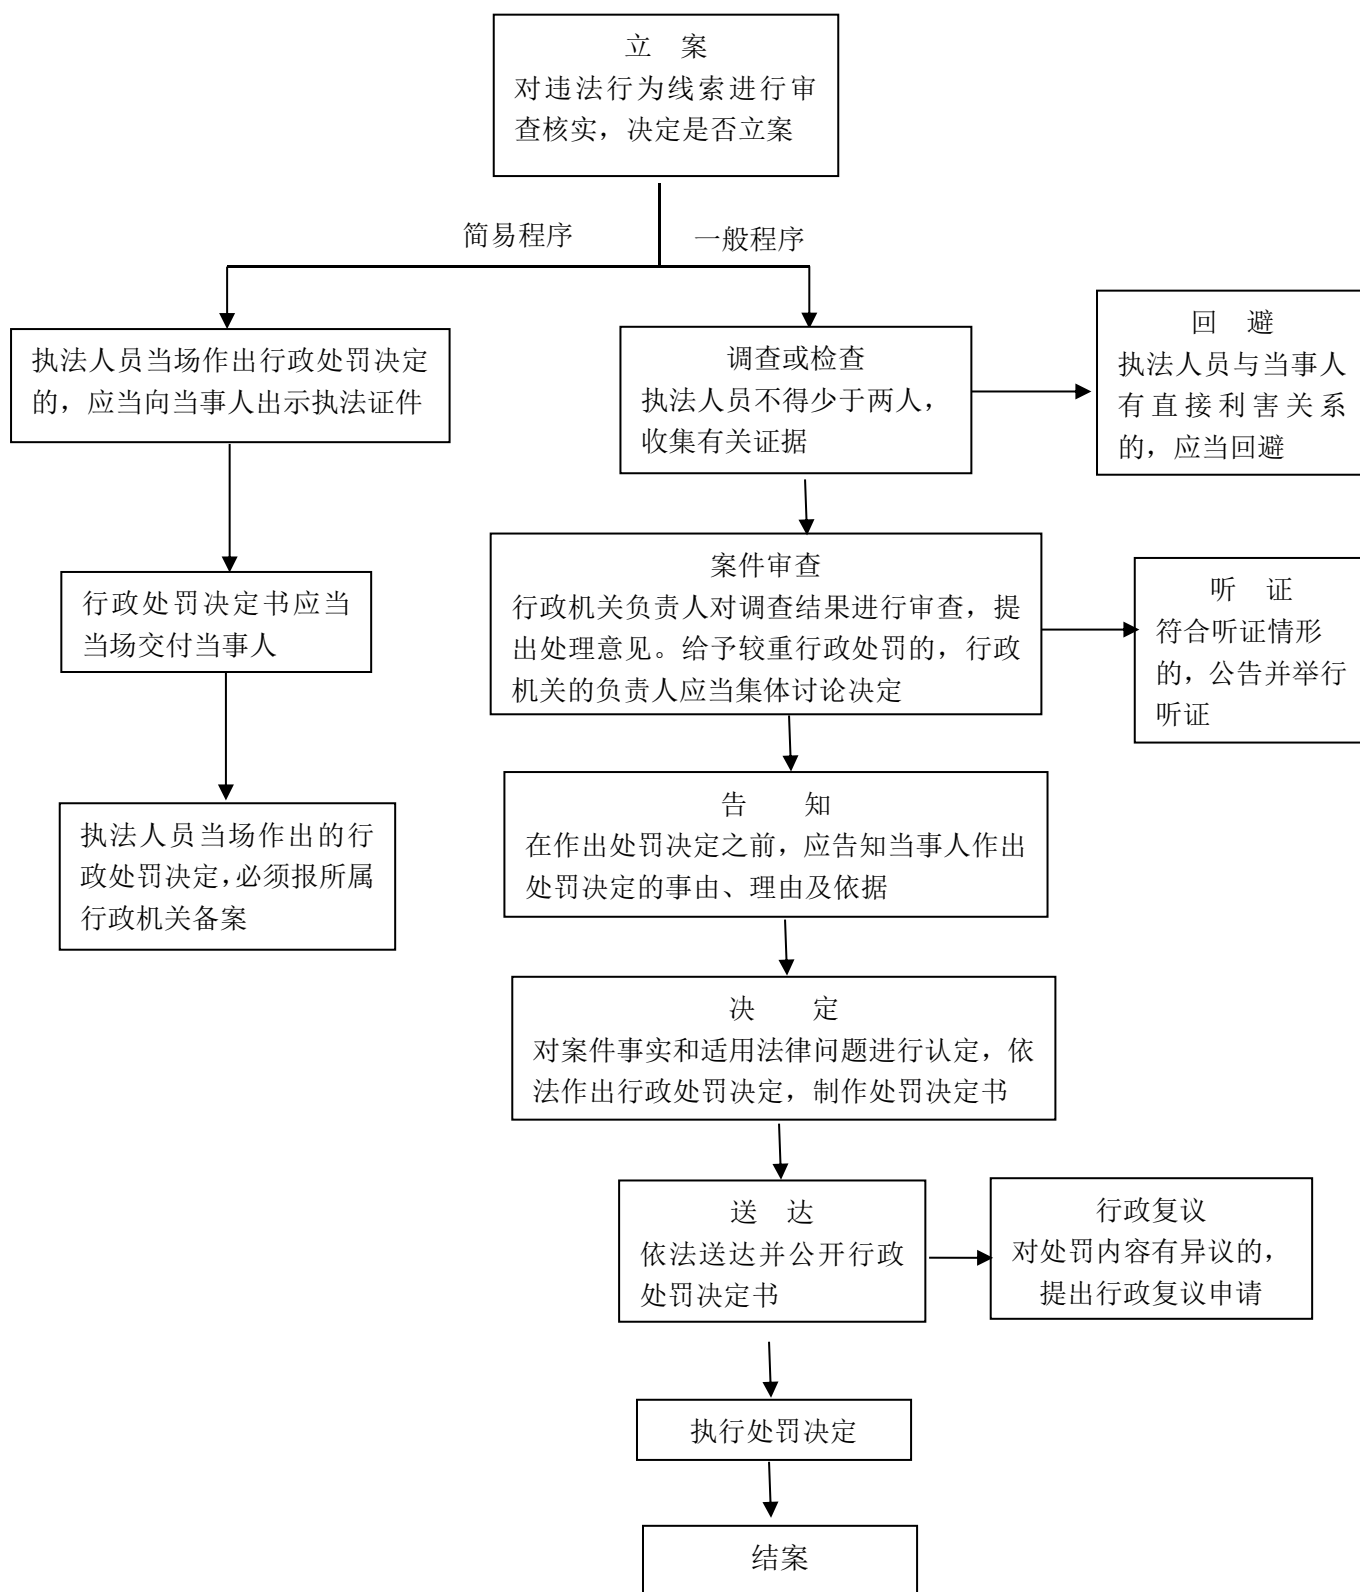 立　案
对违法行为线索进行审
查核实，决定是否立案
简易程序
一般程序
执法人员当场作出行政处罚决定
的，应当向当事人出示执法证件
调查或检查
执法人员不得少于两人，
收集有关证据
回　避
执法人员与当事人
有直接利害关系
的，应当回避
行政处罚决定书应当
当场交付当事人
案件审查
行政机关负责人对调查结果进行审查，提
出处理意见。给予较重行政处罚的，行政
机关的负责人应当集体讨论决定
听　证
符合听证情形
的，公告并举行
听证
执法人员当场作出的行
政处罚决定，必须报所属
行政机关备案
告　　知
在作出处罚决定之前，应告知当事人作出
处罚决定的事由、理由及依据
决　　定
对案件事实和适用法律问题进行认定，依
法作出行政处罚决定，制作处罚决定书
送　达
依法送达并公开行政
处罚决定书
行政复议
对处罚内容有异议的，
提出行政复议申请
执行处罚决定
结案